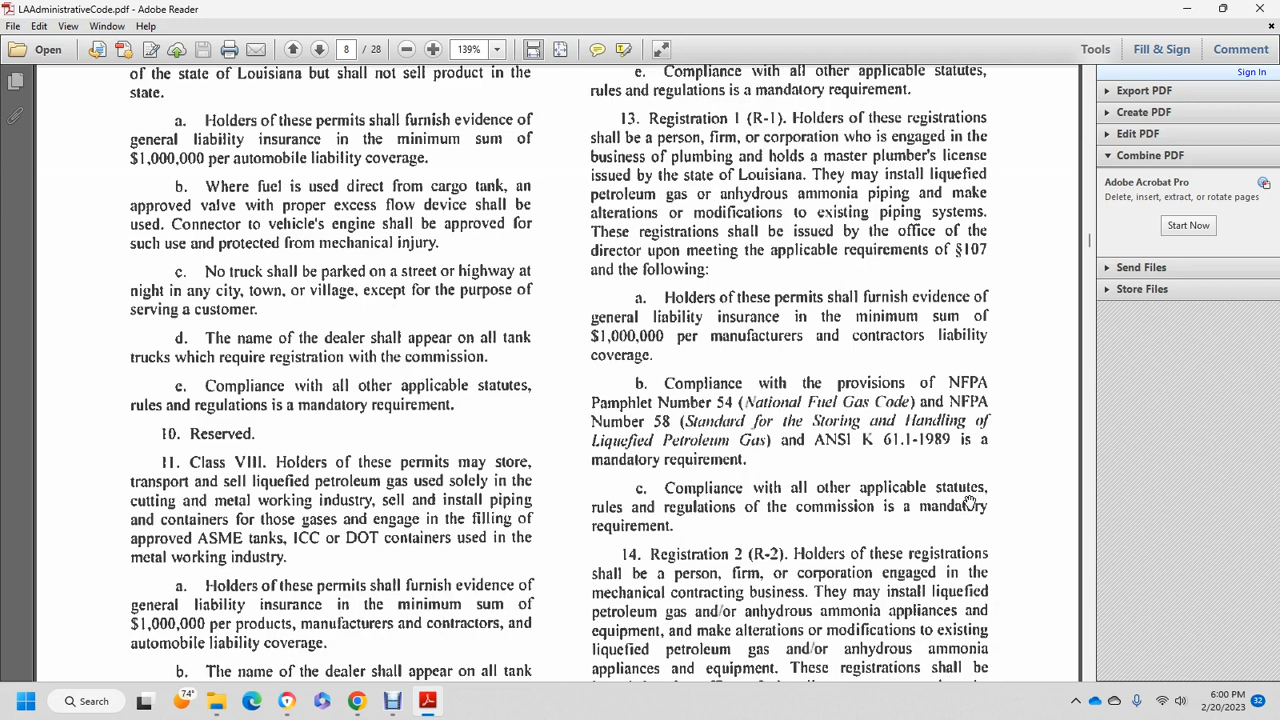 LAAdministrativeCode.pdf - Adobe Reader
File Edit View Window Help
Open 8 / 28 139% Tools Fill & Sign Comment
of the state of Louisiana but shall not sell product in the
state.
a. Holders of these permits shall furnish evidence of
general liability insurance in the minimum sum of
$1,000,000 per automobile liability coverage.
b. Where fuel is used direct from cargo tank, an
approved valve with proper excess flow device shall be
used. Connector to vehicle's engine shall be approved for
such use and protected from mechanical injury.
c. No truck shall be parked on a street or highway at
night in any city, town, or village, except for the purpose of
serving a customer.
d. The name of the dealer shall appear on all tank
trucks which require registration with the commission.
e. Compliance with all other applicable statutes,
rules and regulations is a mandatory requirement.
10. Reserved.
11. Class VIII. Holders of these permits may store,
transport and sell liquefied petroleum gas used solely in the
cutting and metal working industry, sell and install piping
and containers for those gases and engage in the filling of
approved ASME tanks, ICC or DOT containers used in the
metal working industry.
a. Holders of these permits shall furnish evidence of
general liability insurance in the minimum sum of
$1,000,000 per products, manufacturers and contractors, and
automobile liability coverage.
b. The name of the dealer shall appear on all tank
e. Compliance with all other applicable statutes,
rules and regulations is a mandatory requirement.
13. Registration 1 (R-1). Holders of these registrations
shall be a person, firm, or corporation who is engaged in the
business of plumbing and holds a master plumber's license
issued by the state of Louisiana. They may install liquefied
petroleum gas or anhydrous ammonia piping and make
alterations or modifications to existing piping systems.
These registrations shall be issued by the office of the
director upon meeting the applicable requirements of §107
and the following:
a. Holders of these permits shall furnish evidence of
general liability insurance in the minimum sum of
$1,000,000 per manufacturers and contractors liability
coverage.
b. Compliance with the provisions of NFPA
Pamphlet Number 54 (National Fuel Gas Code) and NFPA
Number 58 (Standard for the Storing and Handling of
Liquefied Petroleum Gas) and ANSI K 61.1-1989 is a
mandatory requirement.
c. Compliance with all other applicable statutes,
rules and regulations of the commission is a mandatory
requirement.
14. Registration 2 (R-2). Holders of these registrations
shall be a person, firm, or corporation engaged in the
mechanical contracting business. They may install liquefied
petroleum gas and/or anhydrous ammonia appliances and
equipment, and make alterations or modifications to existing
liquefied petroleum gas and/or anhydrous ammonia
appliances and equipment. These registrations shall be
Sign In
Export PDF
Create PDF
Edit PDF
Combine PDF
Adobe Acrobat Pro
Delete, insert, extract, or rotate pages
Start Now
Send Files
Store Files
Search
74°
6:00 PM
2/20/2023
32